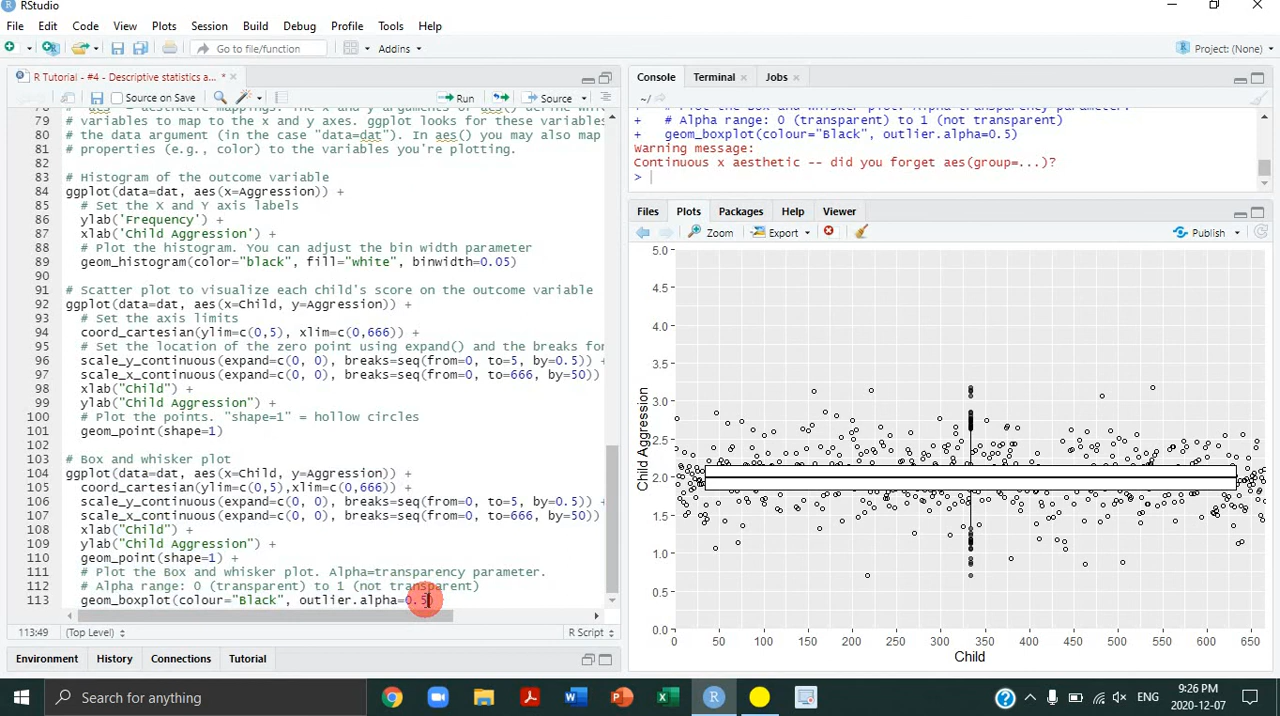 RStudio
File Edit Code View Plots Session Build Debug Profile Tools Help
Go to file/function Addins Project: (None)
R Tutorial - #4 - Descriptive statistics a... *
Source on Save Run Source
79 # variables to map to the x and y axes. ggplot looks for these variables
80 # the data argument (in the case "data=dat"). In aes() you may also map
81 # properties (e.g., color) to the variables you're plotting.
82
83 # Histogram of the outcome variable
84 ggplot(data=dat, aes(x=Aggression)) +
85 # Set the X and Y axis labels
86 ylab('Frequency') +
87 xlab('Child Aggression') +
88 # Plot the histogram. You can adjust the bin width parameter
89 geom_histogram(color="black", fill="white", binwidth=0.05)
90
91 # Scatter plot to visualize each child's score on the outcome variable
92 ggplot(data=dat, aes(x=Child, y=Aggression)) +
93 # Set the axis limits
94 coord_cartesian(ylim=c(0,5), xlim=c(0,666)) +
95 # Set the location of the zero point using expand() and the breaks for
96 scale_y_continuous(expand=c(0, 0), breaks=seq(from=0, to=5, by=0.5)) +
97 scale_x_continuous(expand=c(0, 0), breaks=seq(from=0, to=666, by=50))
98 xlab("Child") +
99 ylab("Child Aggression") +
100 # Plot the points. "shape=1" = hollow circles
101 geom_point(shape=1)
102
103 # Box and whisker plot
104 ggplot(data=dat, aes(x=Child, y=Aggression)) +
105 coord_cartesian(ylim=c(0,5),xlim=c(0,666)) +
106 scale_y_continuous(expand=c(0, 0), breaks=seq(from=0, to=5, by=0.5)) +
107 scale_x_continuous(expand=c(0, 0), breaks=seq(from=0, to=666, by=50))
108 xlab("Child") +
109 ylab("Child Aggression") +
110 geom_point(shape=1) +
111 # Plot the Box and whisker plot. Alpha=transparency parameter.
112 # Alpha range: 0 (transparent) to 1 (not transparent)
113 geom_boxplot(colour="Black", outlier.alpha=0.5
113:49 (Top Level) R Script
Environment History Connections Tutorial
Console Terminal Jobs
~/
+ # Alpha range: 0 (transparent) to 1 (not transparent)
+ geom_boxplot(colour="Black", outlier.alpha=0.5)
Warning message:
Continuous x aesthetic -- did you forget aes(group=...)?
>
Files Plots Packages Help Viewer
Zoom Export Publish
5.0
4.5
4.0
3.5
3.0
2.5
2.0
1.5
1.0
0.5
0.0
Child Aggression
0 50 100 150 200 250 300 350 400 450 500 550 600 650
Child
Search for anything
ENG
9:26 PM
2020-12-07